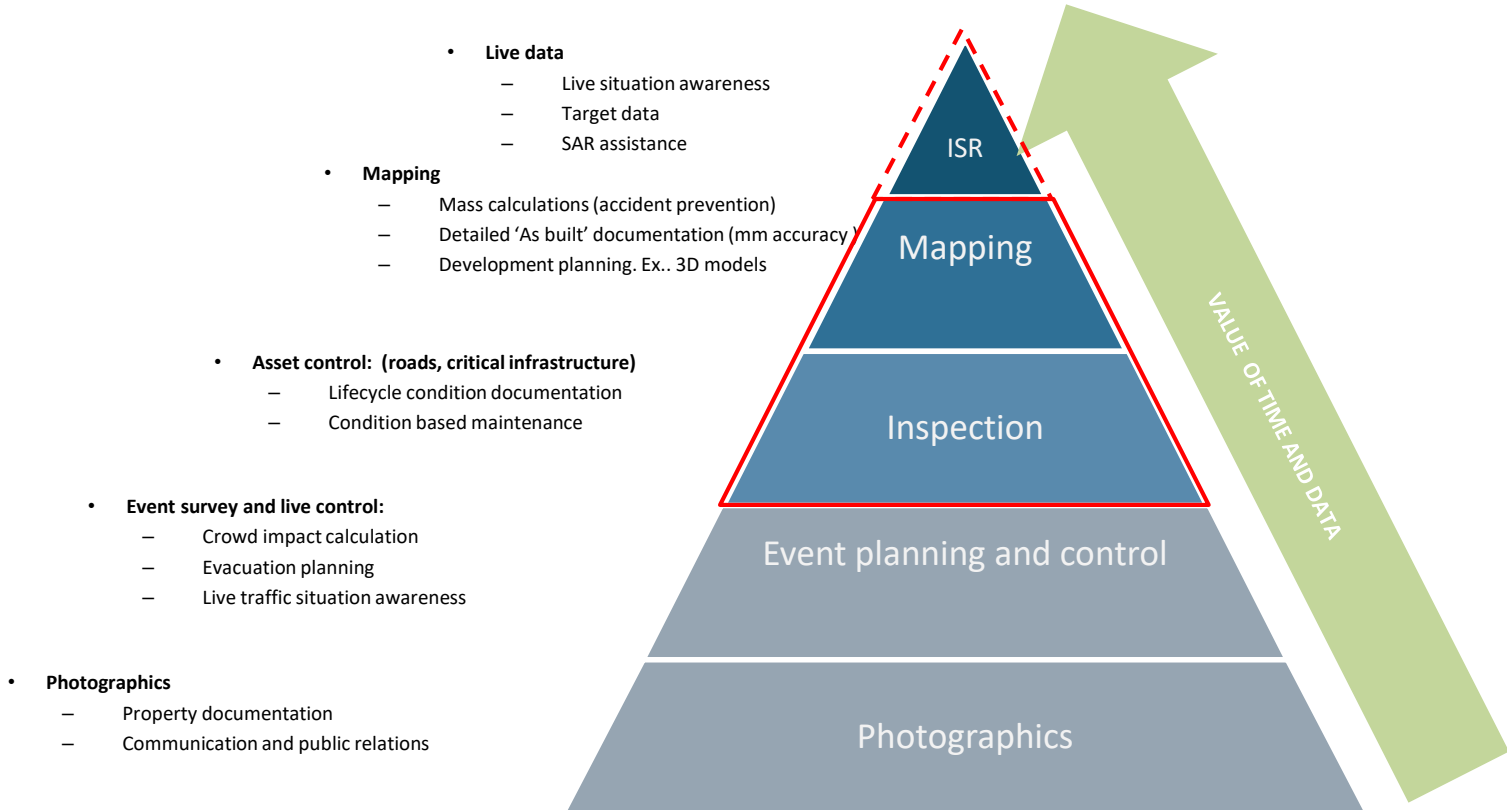 • Live data
– Live situation awareness
– Target data
– SAR assistance
• Mapping
– Mass calculations (accident prevention)
– Detailed ‘As built’ documentation (mm accuracy )
– Development planning. Ex.. 3D models
• Asset control: (roads, critical infrastructure)
– Lifecycle condition documentation
– Condition based maintenance
• Event survey and live control:
– Crowd impact calculation
– Evacuation planning
– Live traffic situation awareness
• Photographics
– Property documentation
– Communication and public relations
ISR
Mapping
Inspection
Event planning and control
Photographics
VALUE OF TIME AND DATA